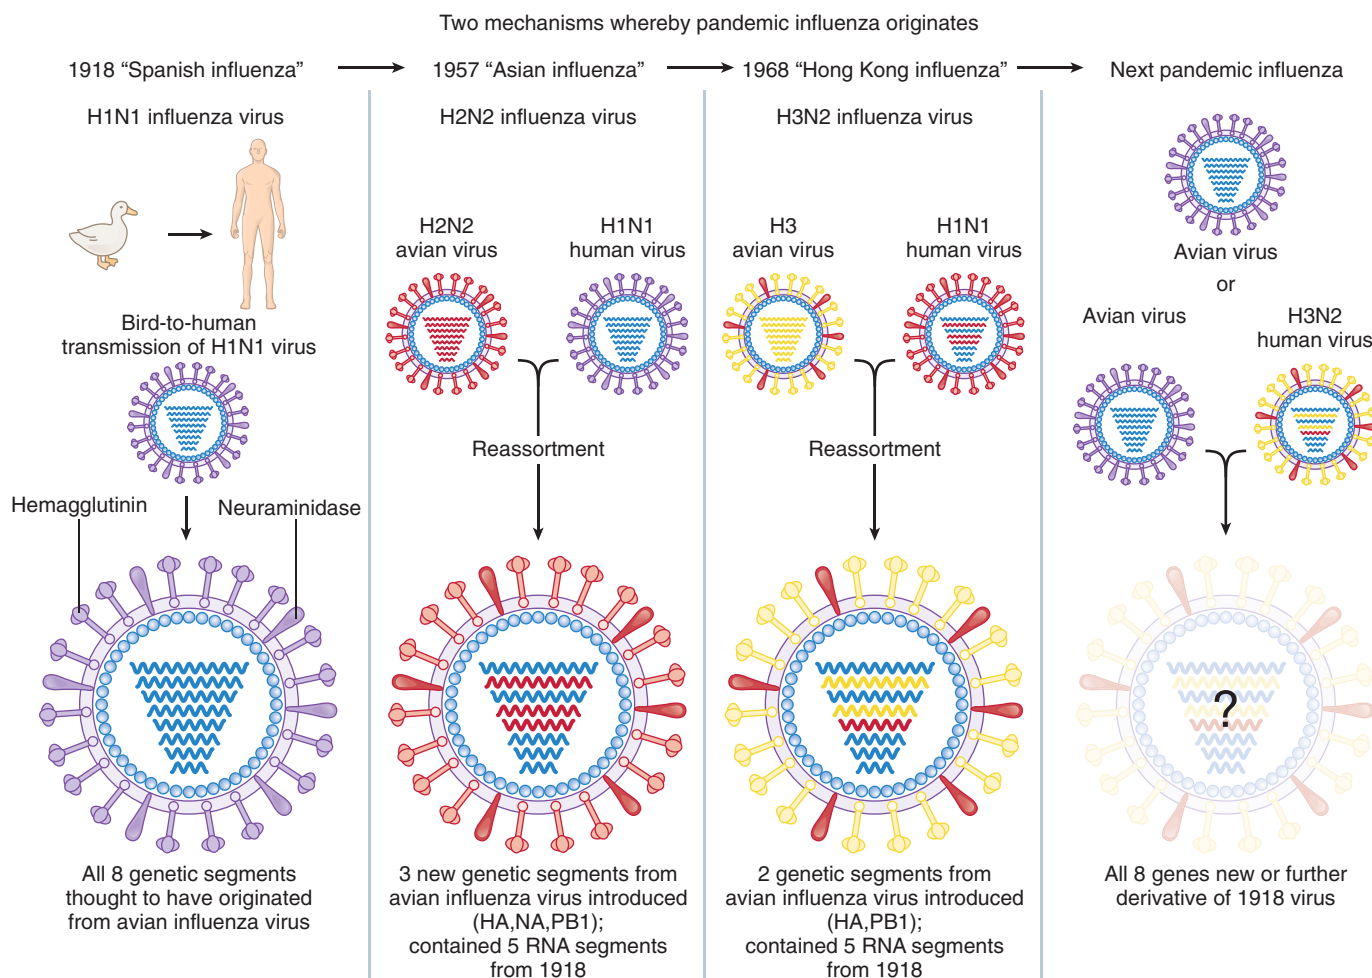 Two mechanisms whereby pandemic influenza originates
1918 “Spanish influenza”
1957 “Asian influenza”
1968 “Hong Kong influenza”
Next pandemic influenza
H1N1 influenza virus
Bird-to-human
transmission of H1N1 virus
Hemagglutinin
Neuraminidase
All 8 genetic segments
thought to have originated
from avian influenza virus
H2N2 influenza virus
H2N2
avian virus
H1N1
human virus
Reassortment
3 new genetic segments from
avian influenza virus introduced
(HA,NA,PB1);
contained 5 RNA segments
from 1918
H3N2 influenza virus
H3
avian virus
H1N1
human virus
Reassortment
2 genetic segments from
avian influenza virus introduced
(HA,PB1);
contained 5 RNA segments
from 1918
Avian virus
or
Avian virus
H3N2
human virus
?
All 8 genes new or further
derivative of 1918 virus